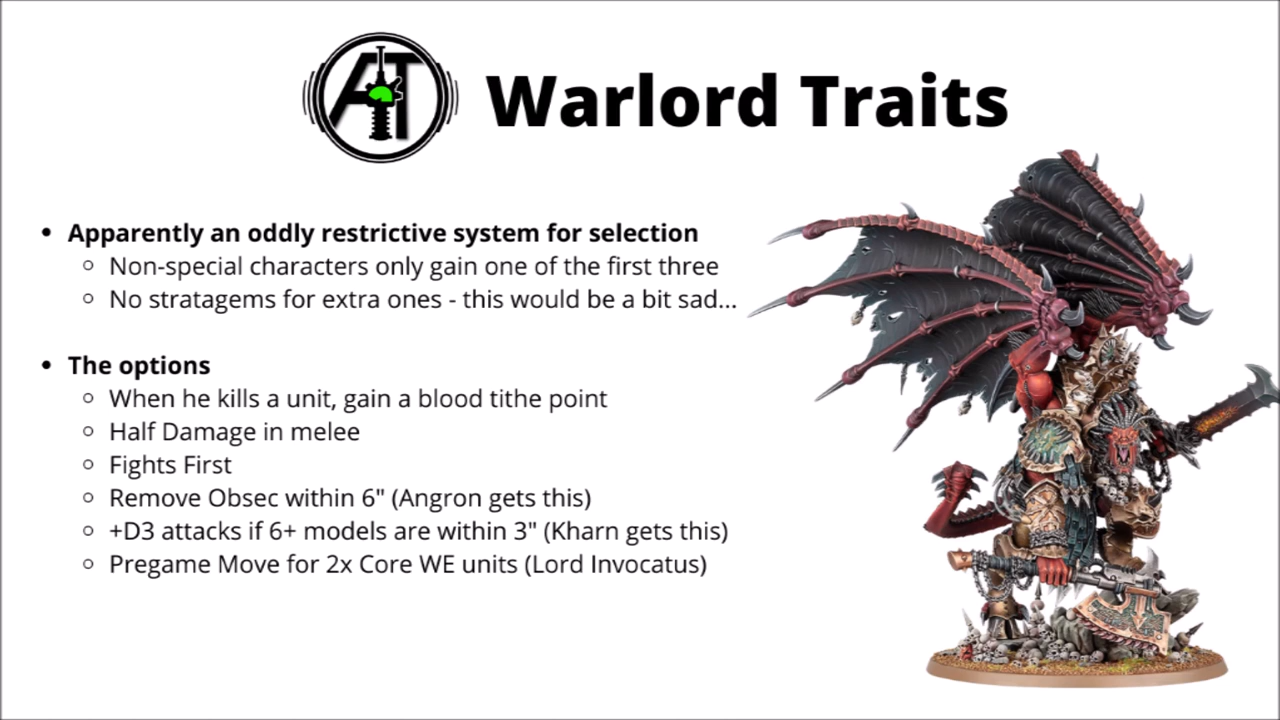 AT
Warlord Traits
• Apparently an oddly restrictive system for selection
○ Non-special characters only gain one of the first three
○ No stratagems for extra ones - this would be a bit sad...
• The options
○ When he kills a unit, gain a blood tithe point
○ Half Damage in melee
○ Fights First
○ Remove Obsec within 6" (Angron gets this)
○ +D3 attacks if 6+ models are within 3" (Kharn gets this)
○ Pregame Move for 2x Core WE units (Lord Invocatus)